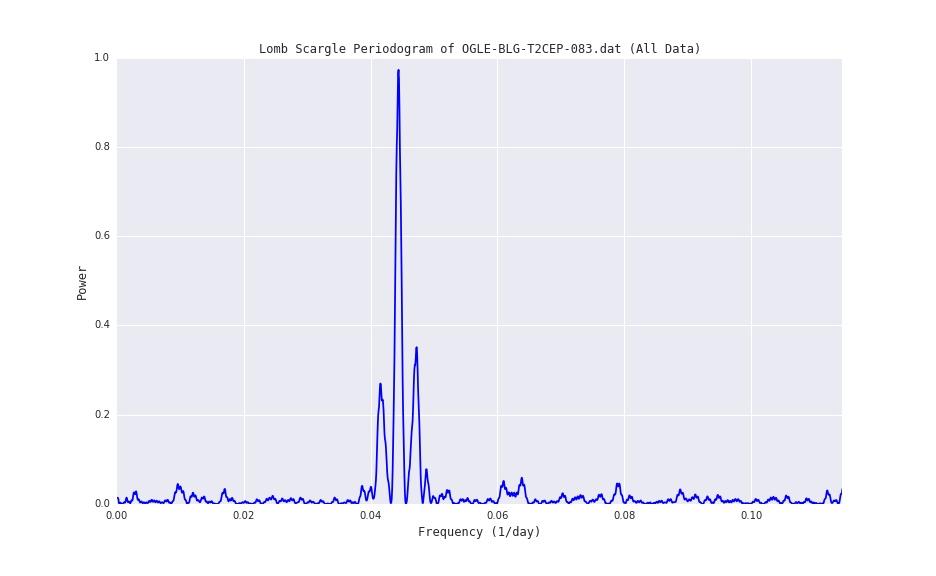 Lomb Scargle Periodogram of OGLE-BLG-T2CEP-083.dat (All Data)
1.0
0.8
0.6
0.4
0.2
0.0
Power
0.00 0.02 0.04 0.06 0.08 0.10
Frequency (1/day)